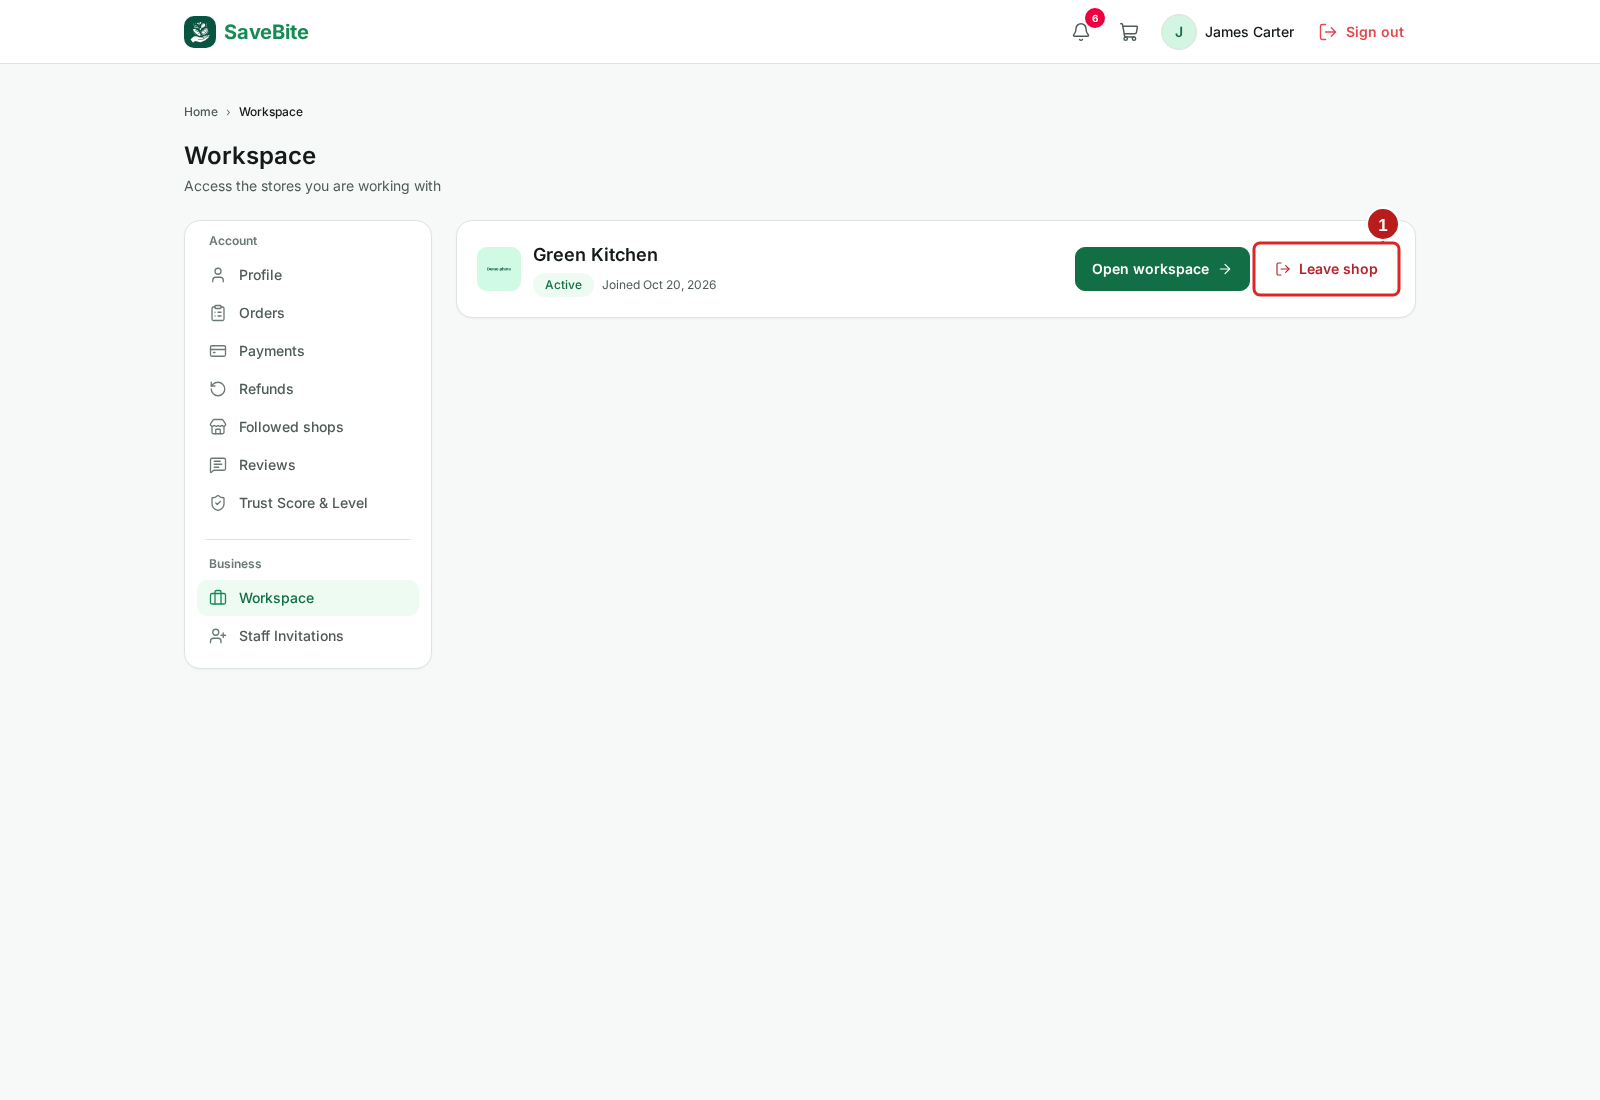 SaveBite
6
J
James Carter
Sign out
Home › Workspace
Workspace
Access the stores you are working with
Account
Profile
Orders
Payments
Refunds
Followed shops
Reviews
Trust Score & Level
Business
Workspace
Staff Invitations
Green Kitchen
Active
Joined Oct 20, 2026
Open workspace
1
Leave shop